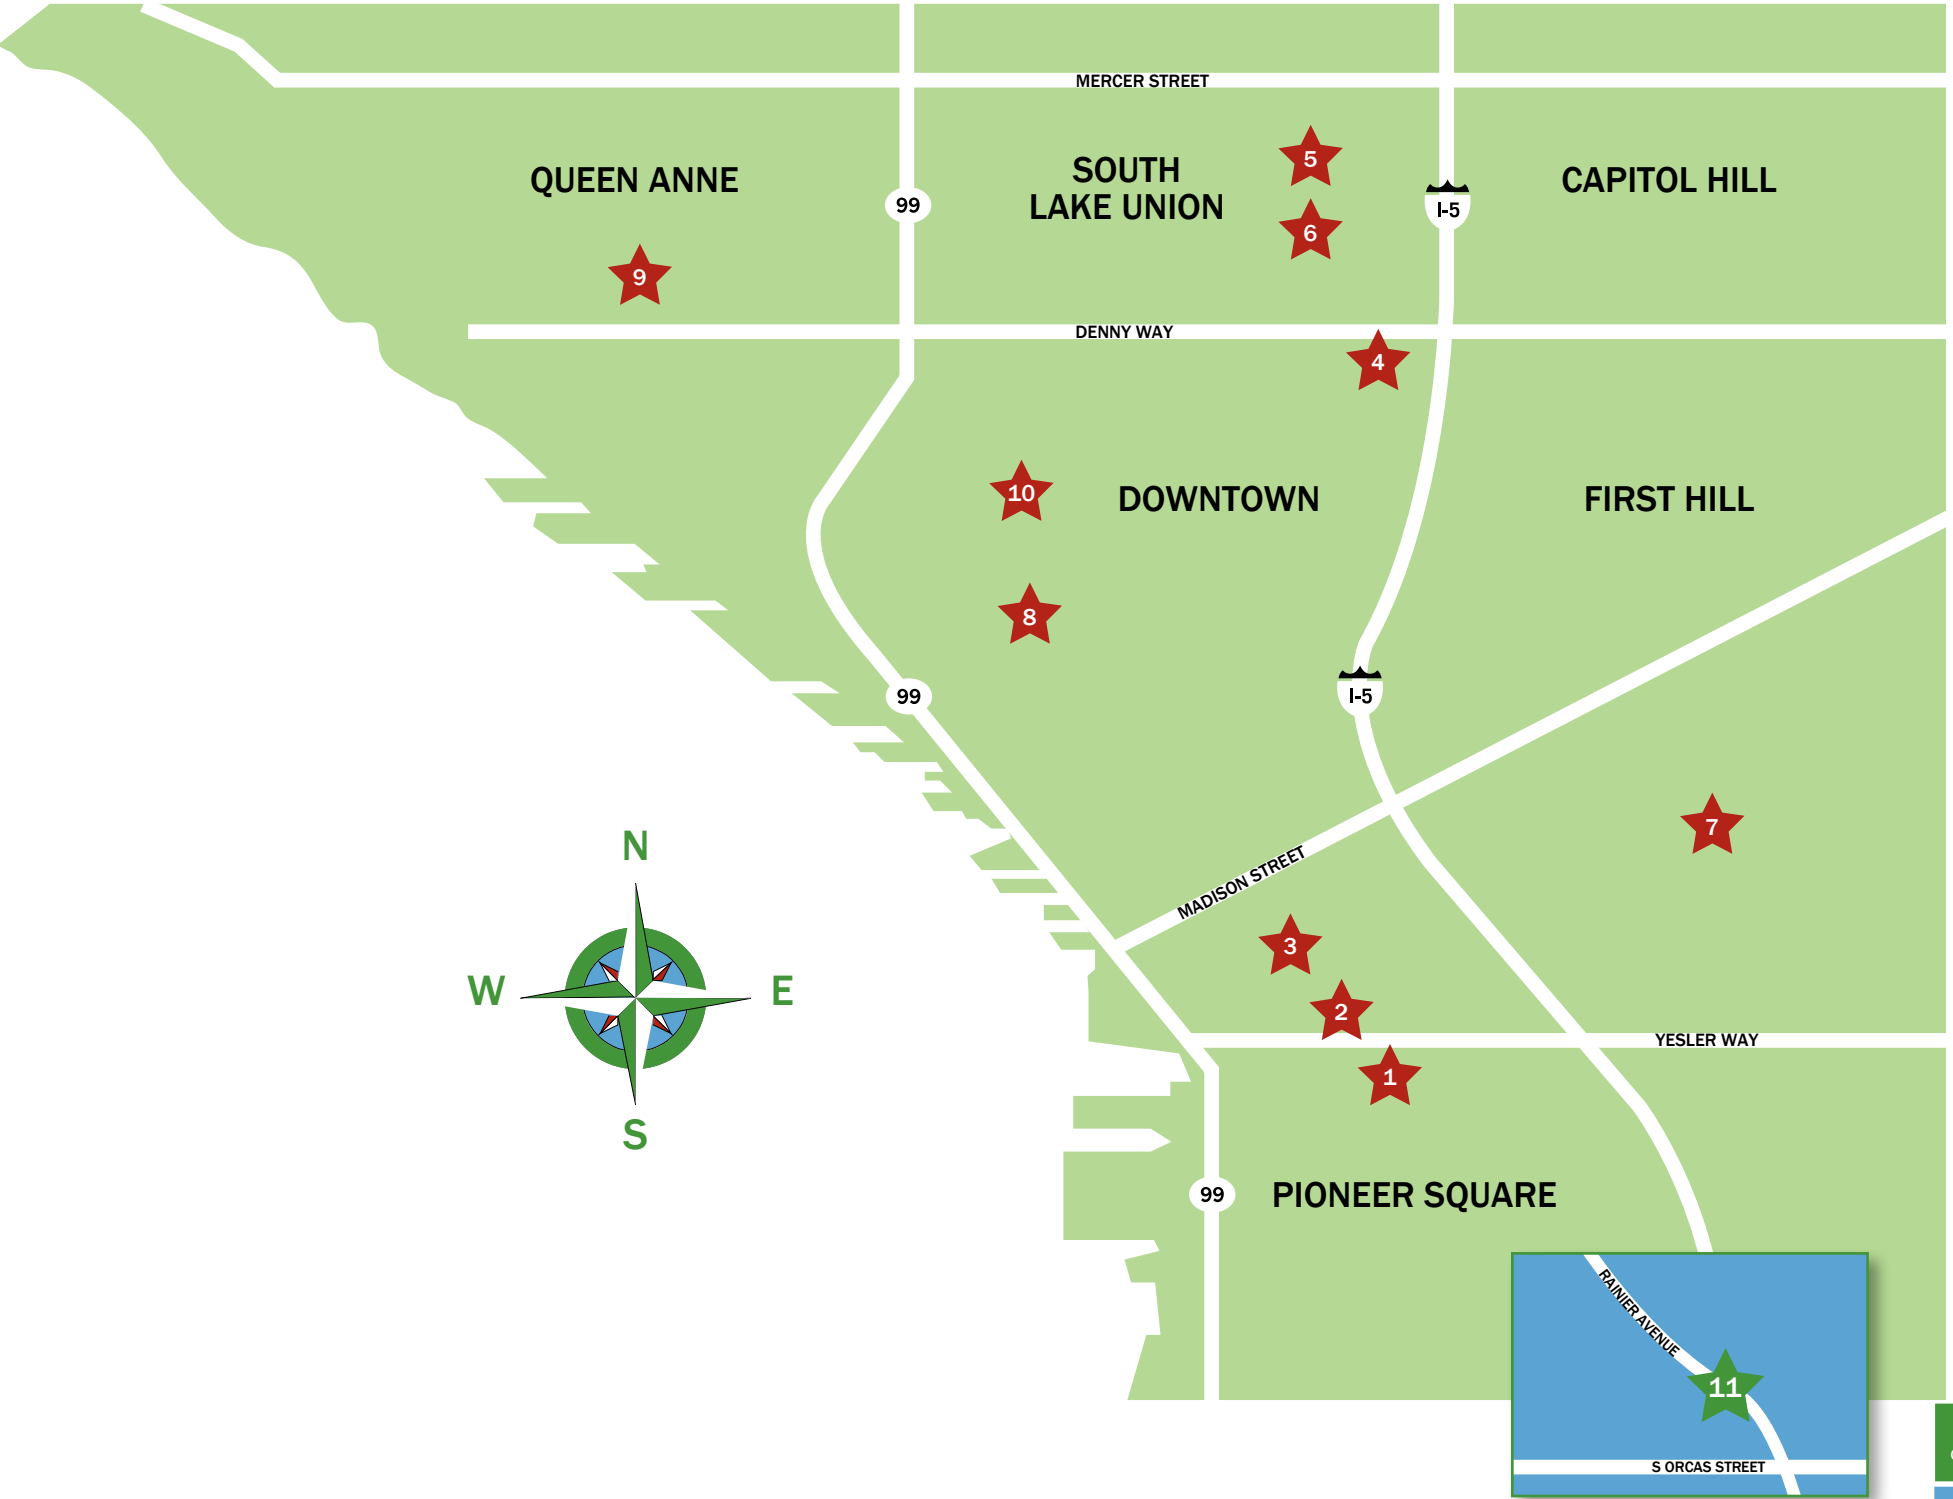 MERCER STREET
5
SOUTH
LAKE UNION
QUEEN ANNE
CAPITOL HILL
99
I-5
6
9
DENNY WAY
4
10
DOWNTOWN
FIRST HILL
8
99
I-5
7
N
MADISON STREET
3
W
E
2
YESLER WAY
1
S
99
PIONEER SQUARE
RAINIER AVENUE
11
S ORCAS STREET